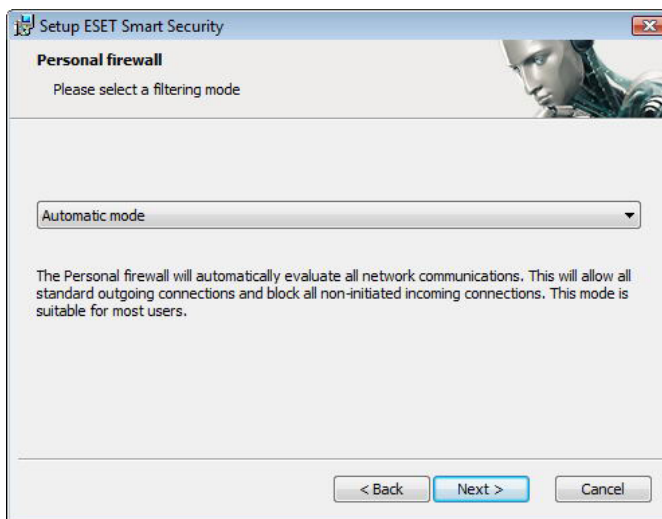 Setup ESET Smart Security
Personal firewall
Please select a filtering mode
Automatic mode
The Personal firewall will automatically evaluate all network communications. This will allow all
standard outgoing connections and block all non-initiated incoming connections. This mode is
suitable for most users.
< Back
Next >
Cancel